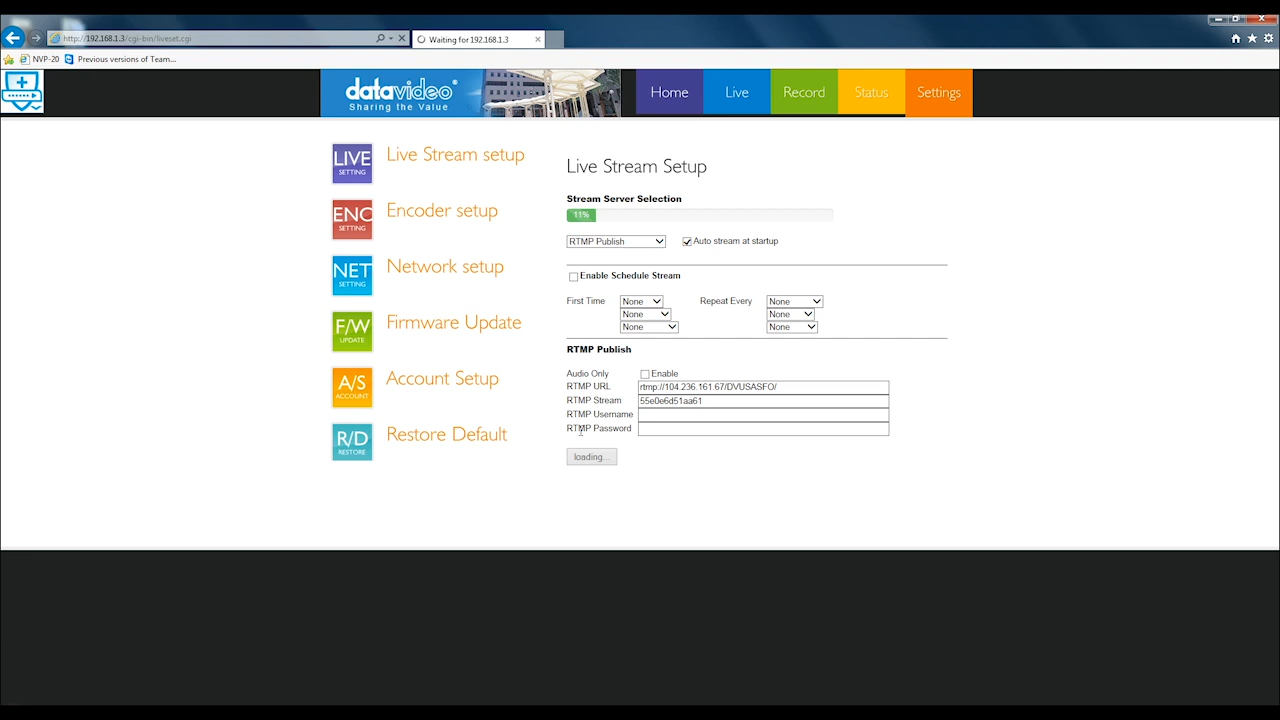 http://192.168.1.3/cgi-bin/liveset.cgi
Waiting for 192.168.1.3
NVP-20
Previous versions of Team...
datavideo®
Sharing the Value
Home
Live
Record
Status
Settings
LIVE
SETTING
Live Stream setup
ENC
SETTING
Encoder setup
NET
SETTING
Network setup
F/W
UPDATE
Firmware Update
A/S
ACCOUNT
Account Setup
R/D
RESTORE
Restore Default
Live Stream Setup
Stream Server Selection
11%
RTMP Publish
Auto stream at startup
Enable Schedule Stream
First Time None Repeat Every None
None None
None None
RTMP Publish
Audio Only Enable
RTMP URL rtmp://104.236.161.67/DVUSASFO/
RTMP Stream 55e0e6d51aa61
RTMP Username
RTMP Password
loading...